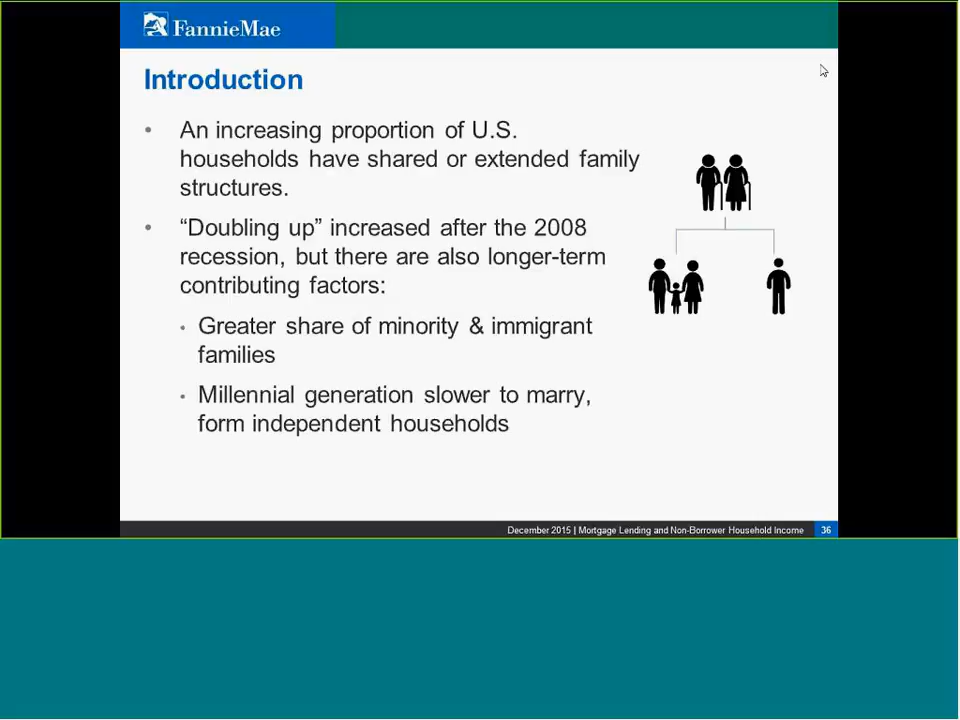 FannieMae
Introduction
• An increasing proportion of U.S.
households have shared or extended family
structures.
• “Doubling up” increased after the 2008
recession, but there are also longer-term
contributing factors:
• Greater share of minority & immigrant
families
• Millennial generation slower to marry,
form independent households
December 2015 | Mortgage Lending and Non-Borrower Household Income 36